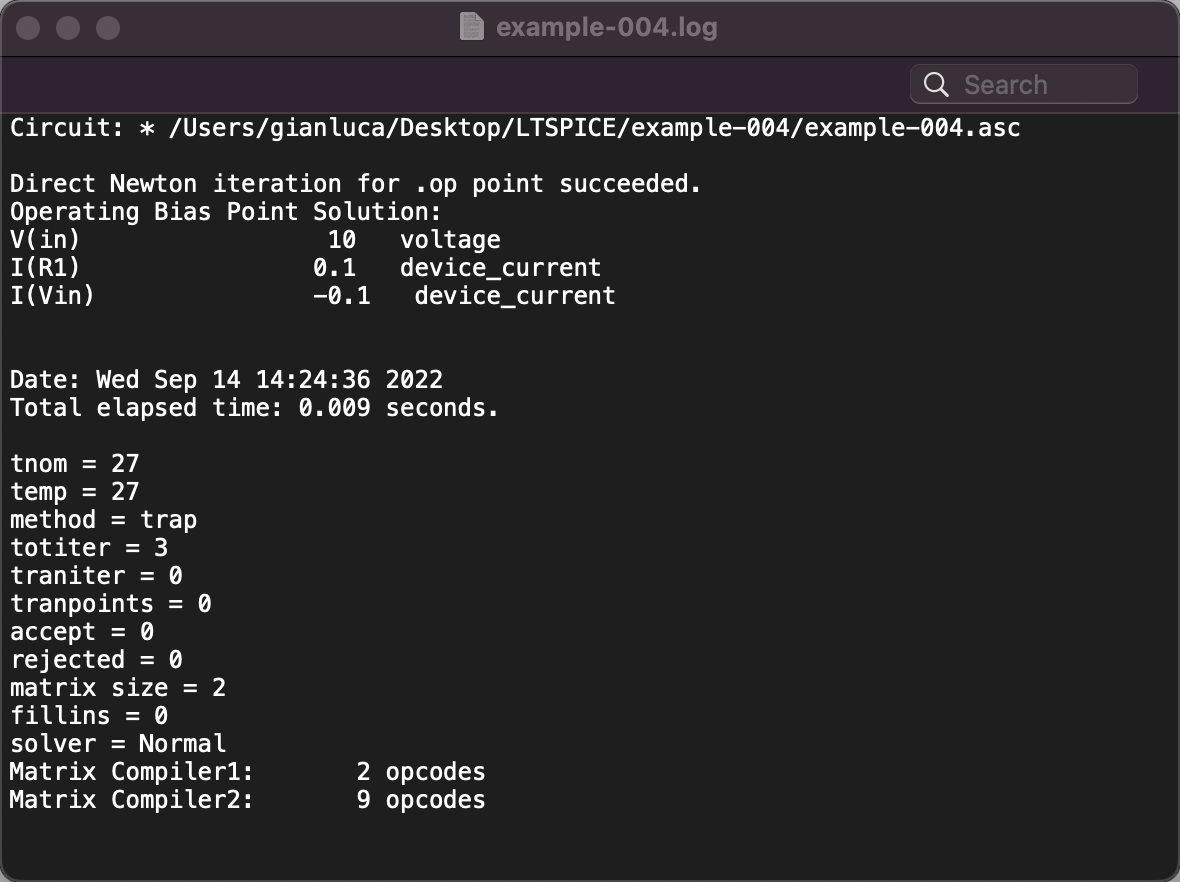 example-004.log
Search
Circuit: * /Users/gianluca/Desktop/LTSPICE/example-004/example-004.asc
Direct Newton iteration for .op point succeeded.
Operating Bias Point Solution:
V(in) 10 voltage
I(R1) 0.1 device_current
I(Vin) -0.1 device_current
Date: Wed Sep 14 14:24:36 2022
Total elapsed time: 0.009 seconds.
tnom = 27
temp = 27
method = trap
totiter = 3
traniter = 0
tranpoints = 0
accept = 0
rejected = 0
matrix size = 2
fillins = 0
solver = Normal
Matrix Compiler1: 2 opcodes
Matrix Compiler2: 9 opcodes